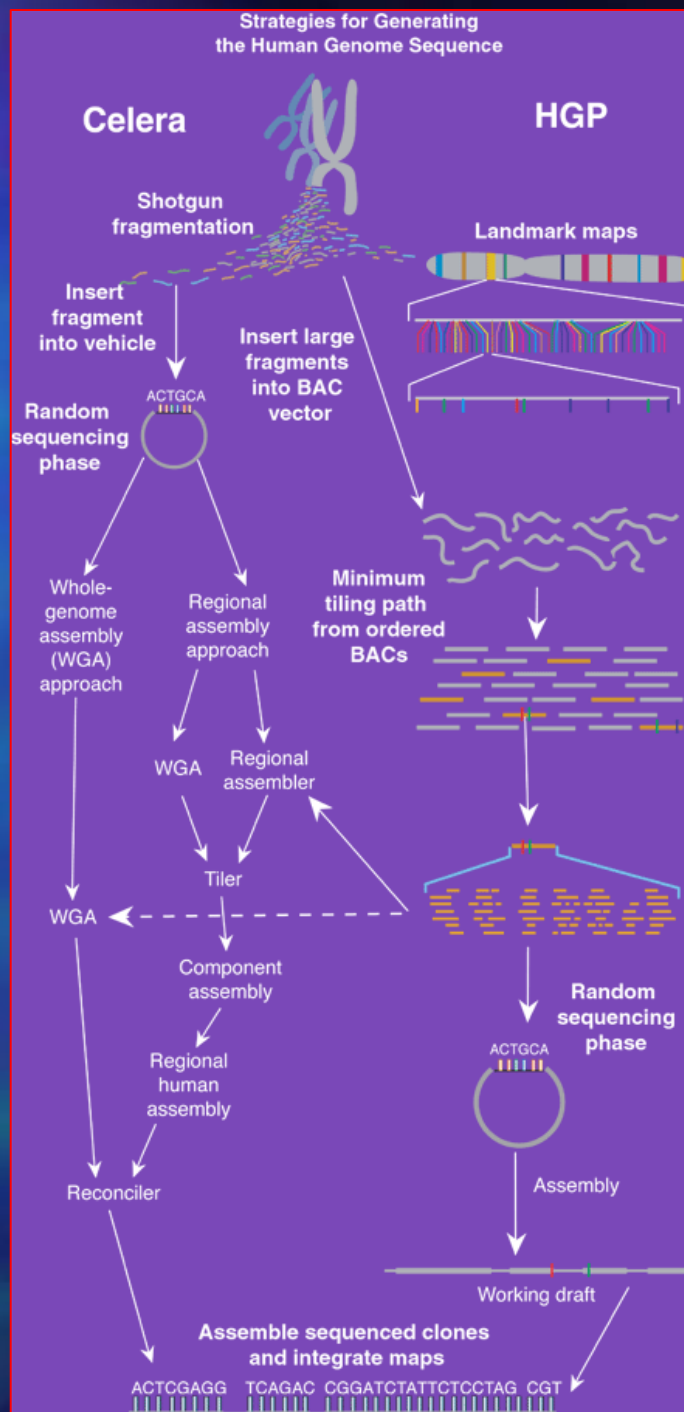 Strategies for Generating
the Human Genome Sequence
Celera
HGP
Shotgun
fragmentation
Landmark maps
Insert
fragment
into vehicle
Insert large
fragments
into BAC
vector
ACTGCA
Random
sequencing
phase
Whole-
genome
assembly
(WGA)
approach
Regional
assembly
approach
Minimum
tiling path
from ordered
BACs
WGA
Regional
assembler
Tiler
WGA
Component
assembly
Random
sequencing
phase
ACTGCA
Regional
human
assembly
Reconciler
Assembly
Working draft
Assemble sequenced clones
and integrate maps
ACTCGAGG TCAGAC CGGATCTATTCTCCTAG CGT